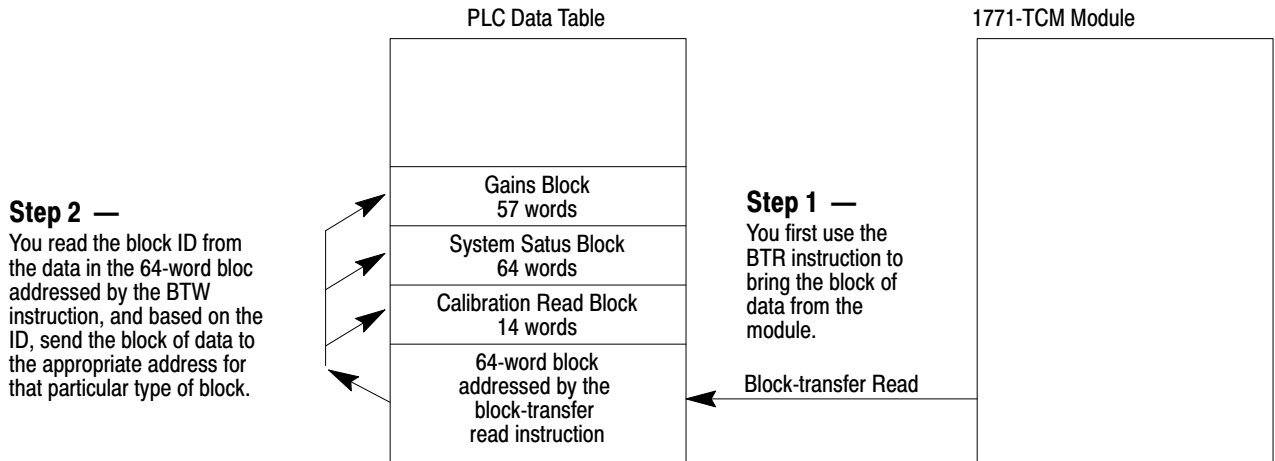 PLC Data Table
1771-TCM Module
Gains Block
57 words
System Satus Block
64 words
Calibration Read Block
14 words
64-word block
addressed by the
block-transfer
read instruction
Step 2 —
You read the block ID from
the data in the 64-word bloc
addressed by the BTW
instruction, and based on the
ID, send the block of data to
the appropriate address for
that particular type of block.
Step 1 —
You first use the
BTR instruction to
bring the block of
data from the
module.
Block-transfer Read